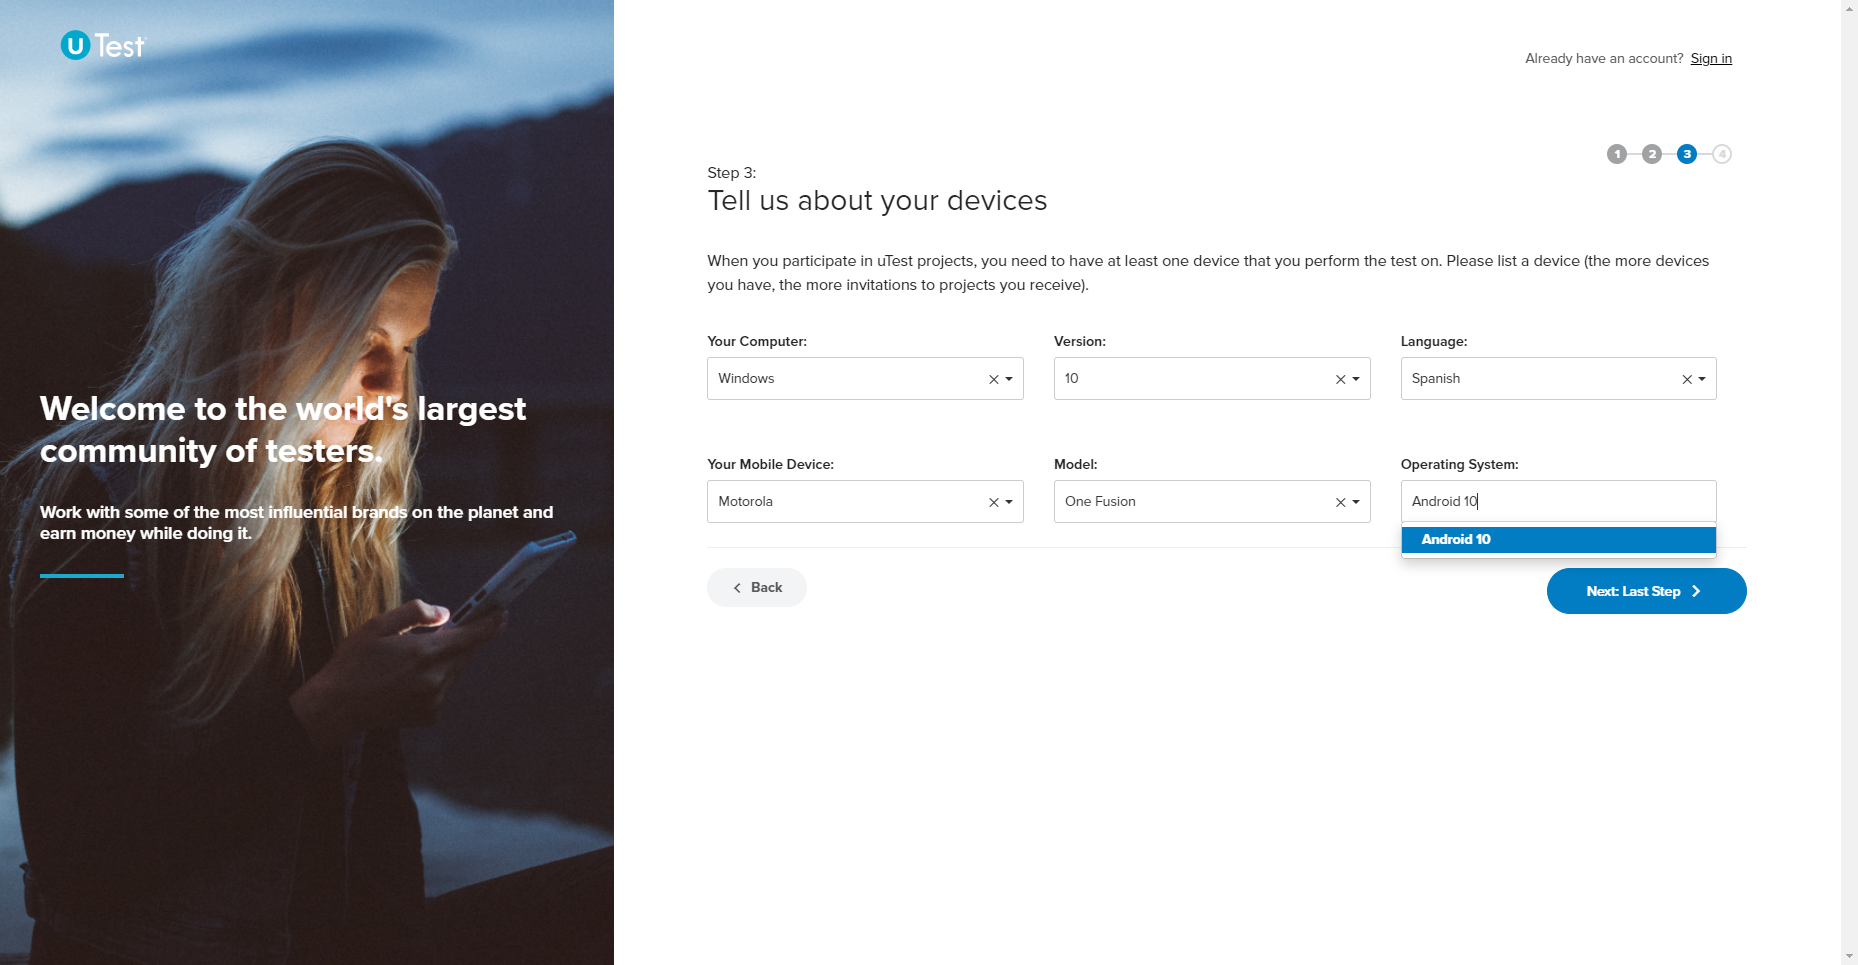 u Test
Already have an account? Sign in
1 2 3 4
Step 3:
Tell us about your devices
When you participate in uTest projects, you need to have at least one device that you perform the test on. Please list a device (the more devices
you have, the more invitations to projects you receive).
Your Computer: Version: Language:
Windows 10 Spanish
Your Mobile Device: Model: Operating System:
Motorola One Fusion Android 10
Android 10
Back
Next: Last Step
Welcome to the world's largest
community of testers.
Work with some of the most influential brands on the planet and
earn money while doing it.